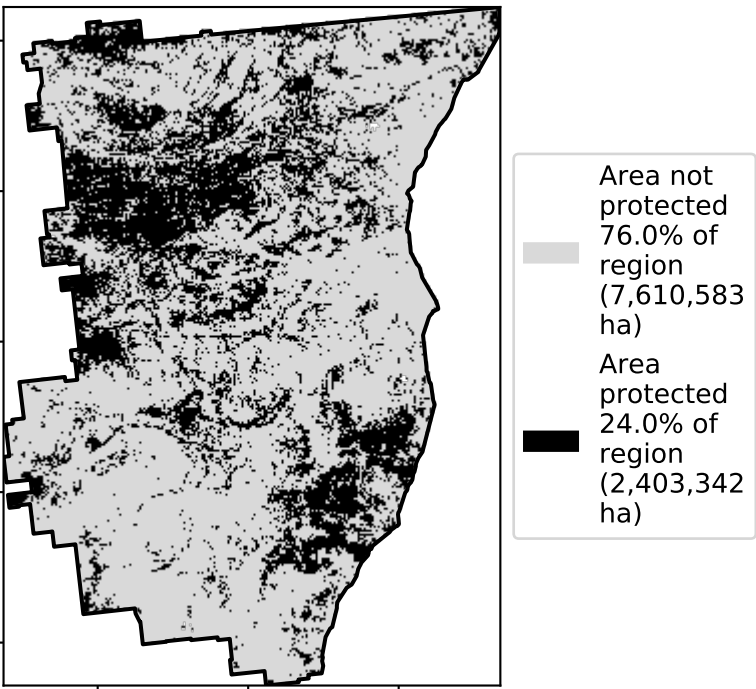 Area not
protected
76.0% of
region
(7,610,583
ha)
Area
protected
24.0% of
region
(2,403,342
ha)